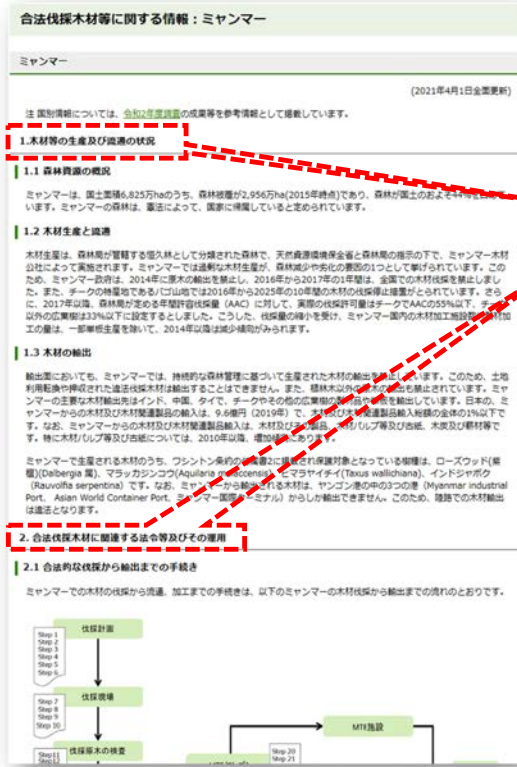 合法伐採木材等に関する情報：ミャンマー
ミャンマー
(2021年4月1日全面更新)
注 国別情報については、令和2年度調査の成果等を参考情報として掲載しています。
1.木材等の生産及び流通の状況
1.1 森林資源の概況
ミャンマーは、国土面積6,825万haのうち、森林被覆が2,956万ha(2015年時点)であり、森林が国土のおよそ44%を
います。ミャンマーの森林は、憲法によって、国家に帰属していると定められています。
1.2 木材生産と流通
木材生産は、森林局が管轄する恒久林として分類された森林で、天然資源環境保全省と森林局の指示の下で、ミャンマー木材
公社によって実施されます。ミャンマーでは過剰な木材生産が、森林減少や劣化の要因の1つとして挙げられています。この
ため、ミャンマー政府は、2014年に原木の輸出を禁止し、2016年から2017年の1年間は、全国での木材伐採を禁止しまし
た。また、チークの特産地であるバゴ山地では2016年から2025年の10年間の木材の伐採停止措置がとられています。さら
に、2017年以降、森林局が定める年間許容伐採量（AAC）に対して、実際の伐採許可量はチークでAACの55%以下、チーク
以外の広葉樹は33%以下に設定するとしました。こうした、伐採量の縮小を受け、ミャンマー国内の木材加工施設
工の量は、一部単板生産を除いて、2014年以降は減少傾向がみられます。
1.3 木材の輸出
輸出面においても、ミャンマーでは、持続的な森林管理に基づいて生産された木材の輸出を しています。このため、土地
利用転換や押収された違法伐採木材は輸出することはできません。また、植林木以外の 原木の輸出も禁止されています。ミャ
ンマーの主要な木材輸出先はインド、中国、タイで、チークやその他の広葉樹の を輸出しています。日本の、ミ
ャンマーからの木材及び木材関連製品の輸入は、9.6億円（2019年）で、木材及び木材関連製品輸入総額の全体の1%以下で
す。なお、ミャンマーからの木材及び木材関連製品輸入は、木材及びその製品、木材パルプ等及び古紙、木炭及び薪材等で
す。特に木材パルプ等及び古紙については、2010年以降、増加傾向にあります。
ミャンマーで生産される木材のうち、ワシントン条約の附属書2に掲載され保護対象となっている樹種は、ローズウッド(紫
檀)(Dalbergia 属)、マラッカジンコウ(Aquilaria malaccensis)、ヒマラヤイチイ(Taxus wallichiana)、インドジャボク
（Rauvolfia serpentina）です。なお、ミャンマーから輸出される木材は、ヤンゴン港の中の3つの港（Myanmar industrial
Port、Asian World Container Port、ミャンマー国際ターミナル）からしか輸出できません。このため、陸路での木材輸出
は違法となります。
2. 合法伐採木材に関連する法令等及びその運用
2.1 合法的な伐採から輸出までの手続き
ミャンマーでの木材の伐採から流通、加工までの手続きは、以下のミャンマーの木材伐採から輸出までの流れのとおりです。
伐採計画
Step 1
Step 2
Step 3
Step 4
Step 5
Step 6
伐採現場
Step 7
Step 8
Step 9
Step 10
MTE施設
伐採原木の検査
Step11
Step 20
Step 21